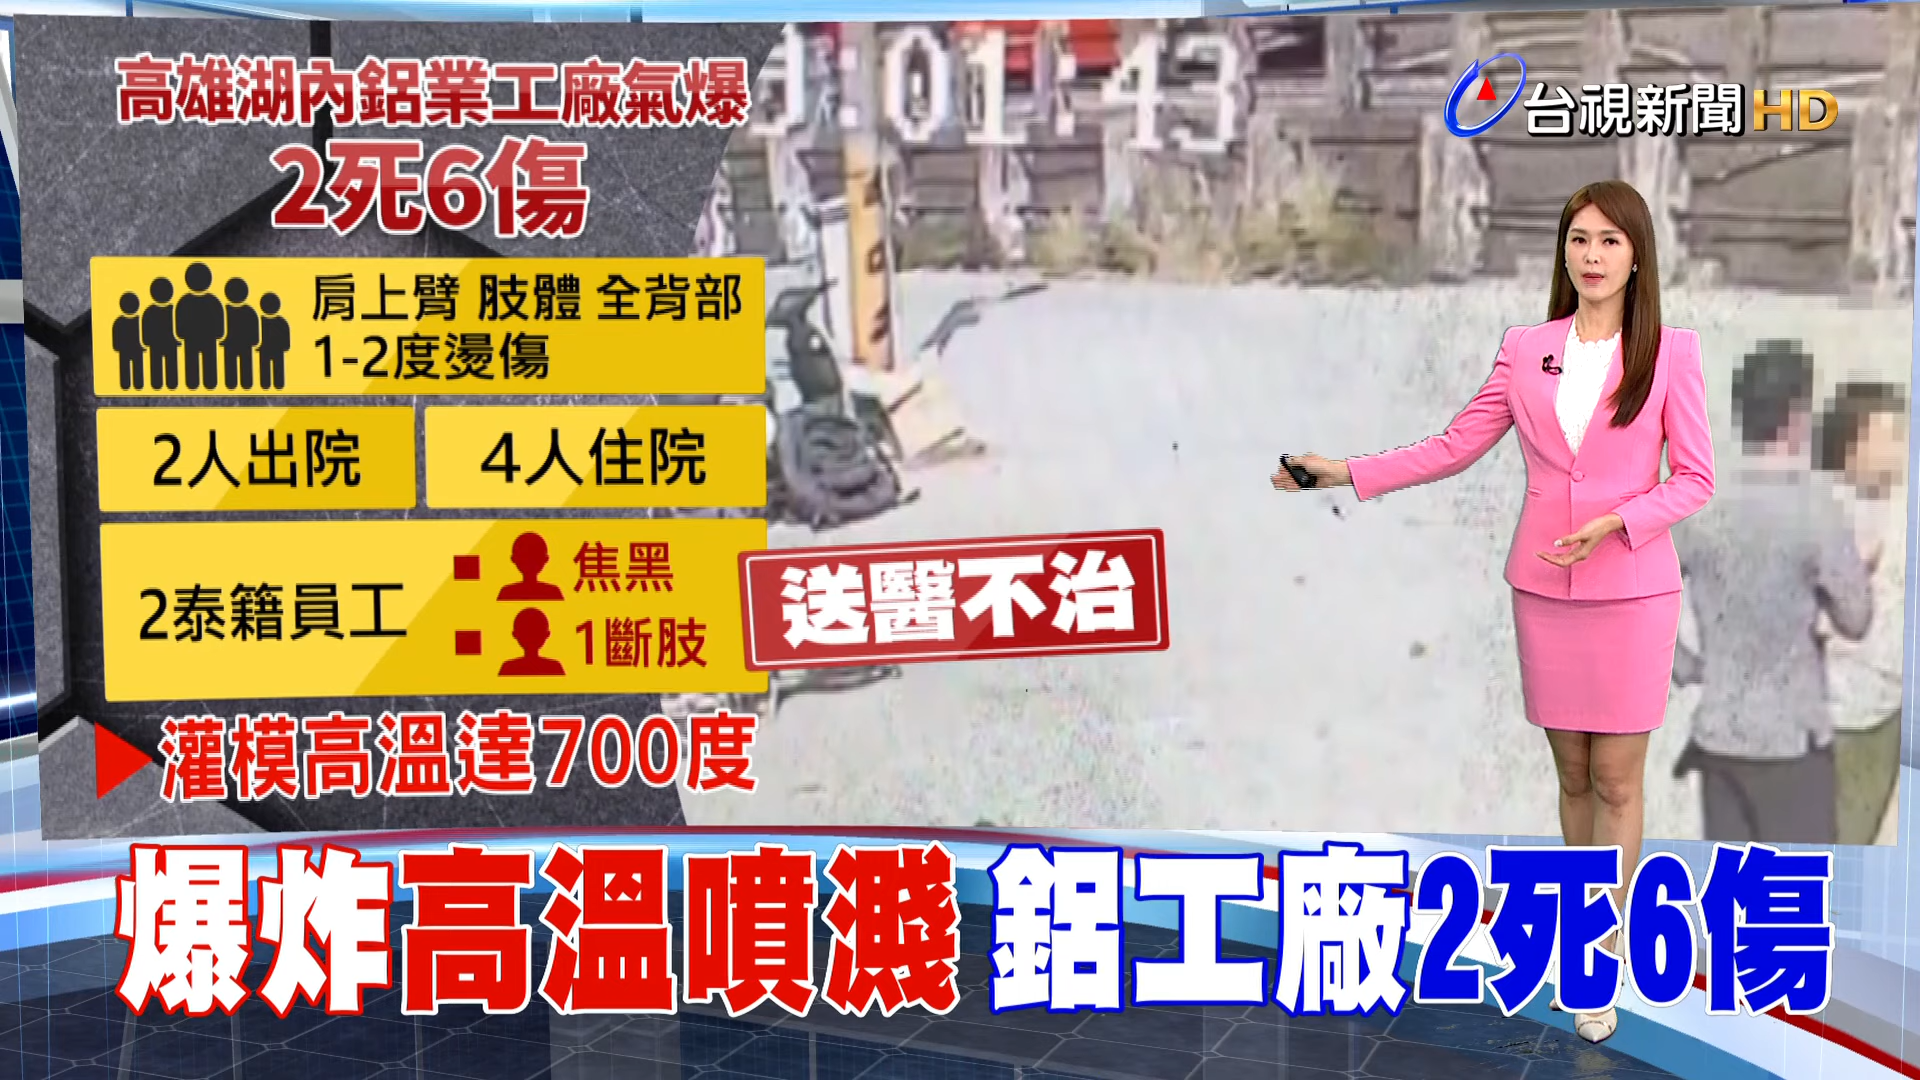 高雄湖內鋁業工廠氣爆
2死6傷
肩上臂 肢體 全背部
1-2度燙傷
2人出院
4人住院
2泰籍員工
焦黑
1斷肢
送醫不治
灌模高溫達700度
:01:43
台視新聞HD
爆炸高溫噴濺 鋁工廠2死6傷